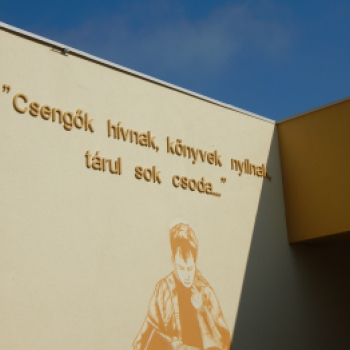 "Csengők hívnak, könyvek nyílnak,
tárul sok csoda..."